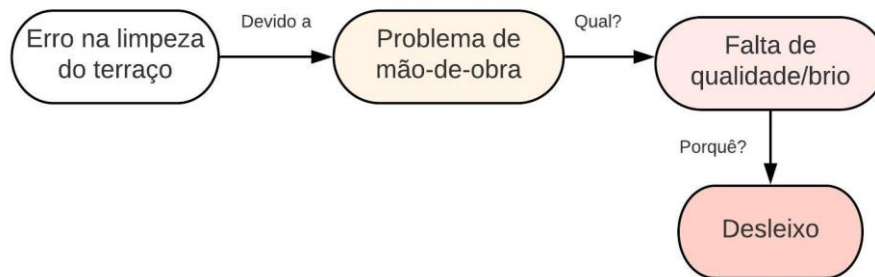 Erro na limpeza
do terraço
Devido a
Problema de
mão-de-obra
Qual?
Falta de
qualidade/brio
Porquê?
Desleixo